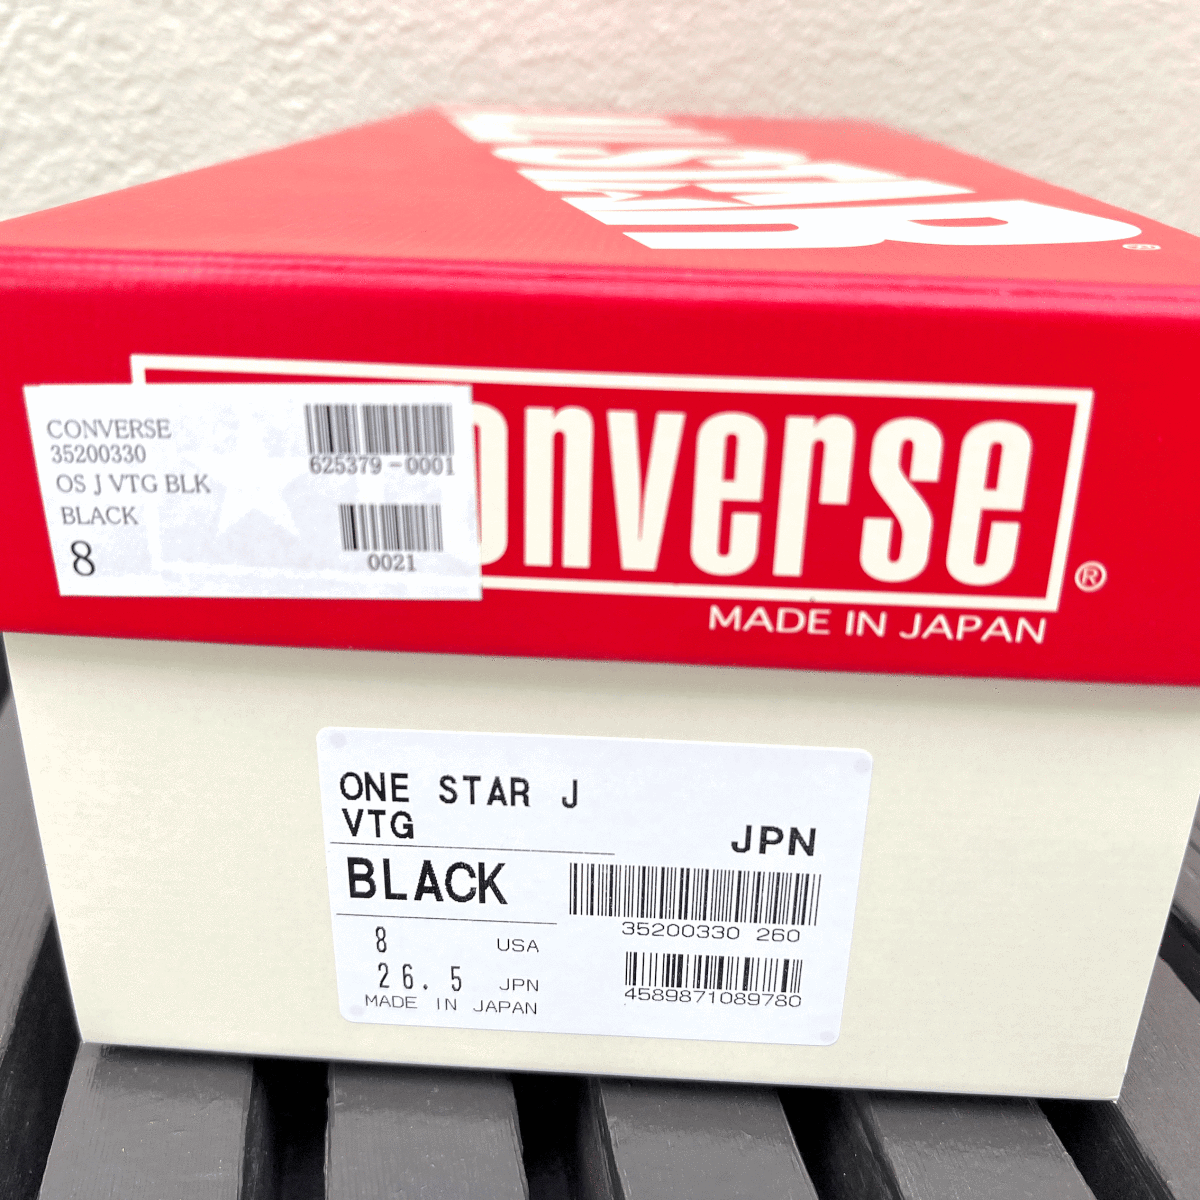 ALL STAR®
CONVERSE
35200330
OS J VTG BLK
BLACK
8
625379-0001
0021
converse®
MADE IN JAPAN
ONE STAR J
VTG
JPN
BLACK
35200330 260
8 USA
26.5 JPN
4589871089780
MADE IN JAPAN